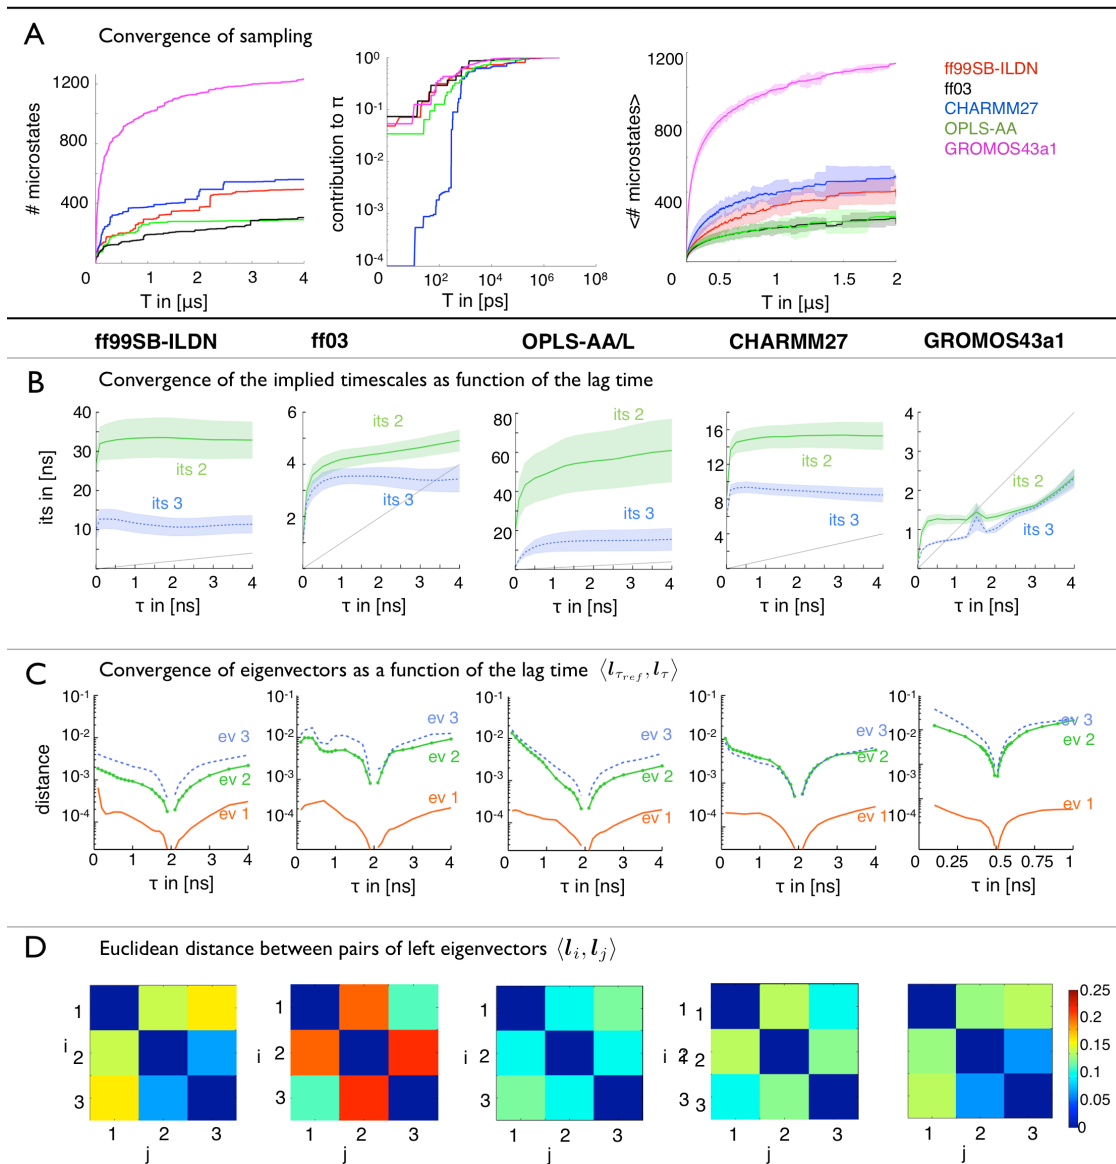 A Convergence of sampling
1200
800
400
0
0 1 2 3 4
# microstates
T in [µs]
10^0
10^-1
10^-2
10^-3
10^-4
0 10^2 10^4 10^6 10^8
contribution to π
T in [ps]
1200
800
400
0
0.5 1 1.5 2
<# microstates>
T in [µs]
ff99SB-ILDN
ff03
CHARMM27
OPLS-AA
GROMOS43a1
ff99SB-ILDN ff03 OPLS-AA/L CHARMM27 GROMOS43a1
B Convergence of the implied timescales as function of the lag time
its in [ns]
40
30
20
10
0 1 2 3 4
its 2
its 3
τ in [ns]
6
4
2
0 1 2 3 4
its 2
its 3
τ in [ns]
80
60
40
20
0 1 2 3 4
its 2
its 3
τ in [ns]
16
12
8
4
0 1 2 3 4
its 2
its 3
τ in [ns]
4
3
2
1
0 1 2 3 4
its 2
its 3
τ in [ns]
C Convergence of eigenvectors as a function of the lag time ⟨l_τ_ref, l_τ⟩
distance
10^-1
10^-2
10^-3
10^-4
0 1 2 3 4
ev 3
ev 2
ev 1
τ in [ns]
10^-1
10^-2
10^-3
10^-4
0 1 2 3 4
ev 3
ev 2
ev 1
τ in [ns]
10^-1
10^-2
10^-3
10^-4
0 1 2 3 4
ev 3
ev 2
ev 1
τ in [ns]
10^-1
10^-2
10^-3
10^-4
0 1 2 3 4
ev 3
ev 2
ev 1
τ in [ns]
10^-1
10^-2
10^-3
10^-4
0 0.25 0.5 0.75 1
ev 3
ev 2
ev 1
τ in [ns]
D Euclidean distance between pairs of left eigenvectors ⟨l_i, l_j⟩
1
i 2
3
1 2 3
j
1
i 2
3
1 2 3
1
i 2
3
1 2 3
j
1
i 2
3
1 2 3
1
2
3
1 2 3
j
0.25
0.2
0.15
0.1
0.05
0